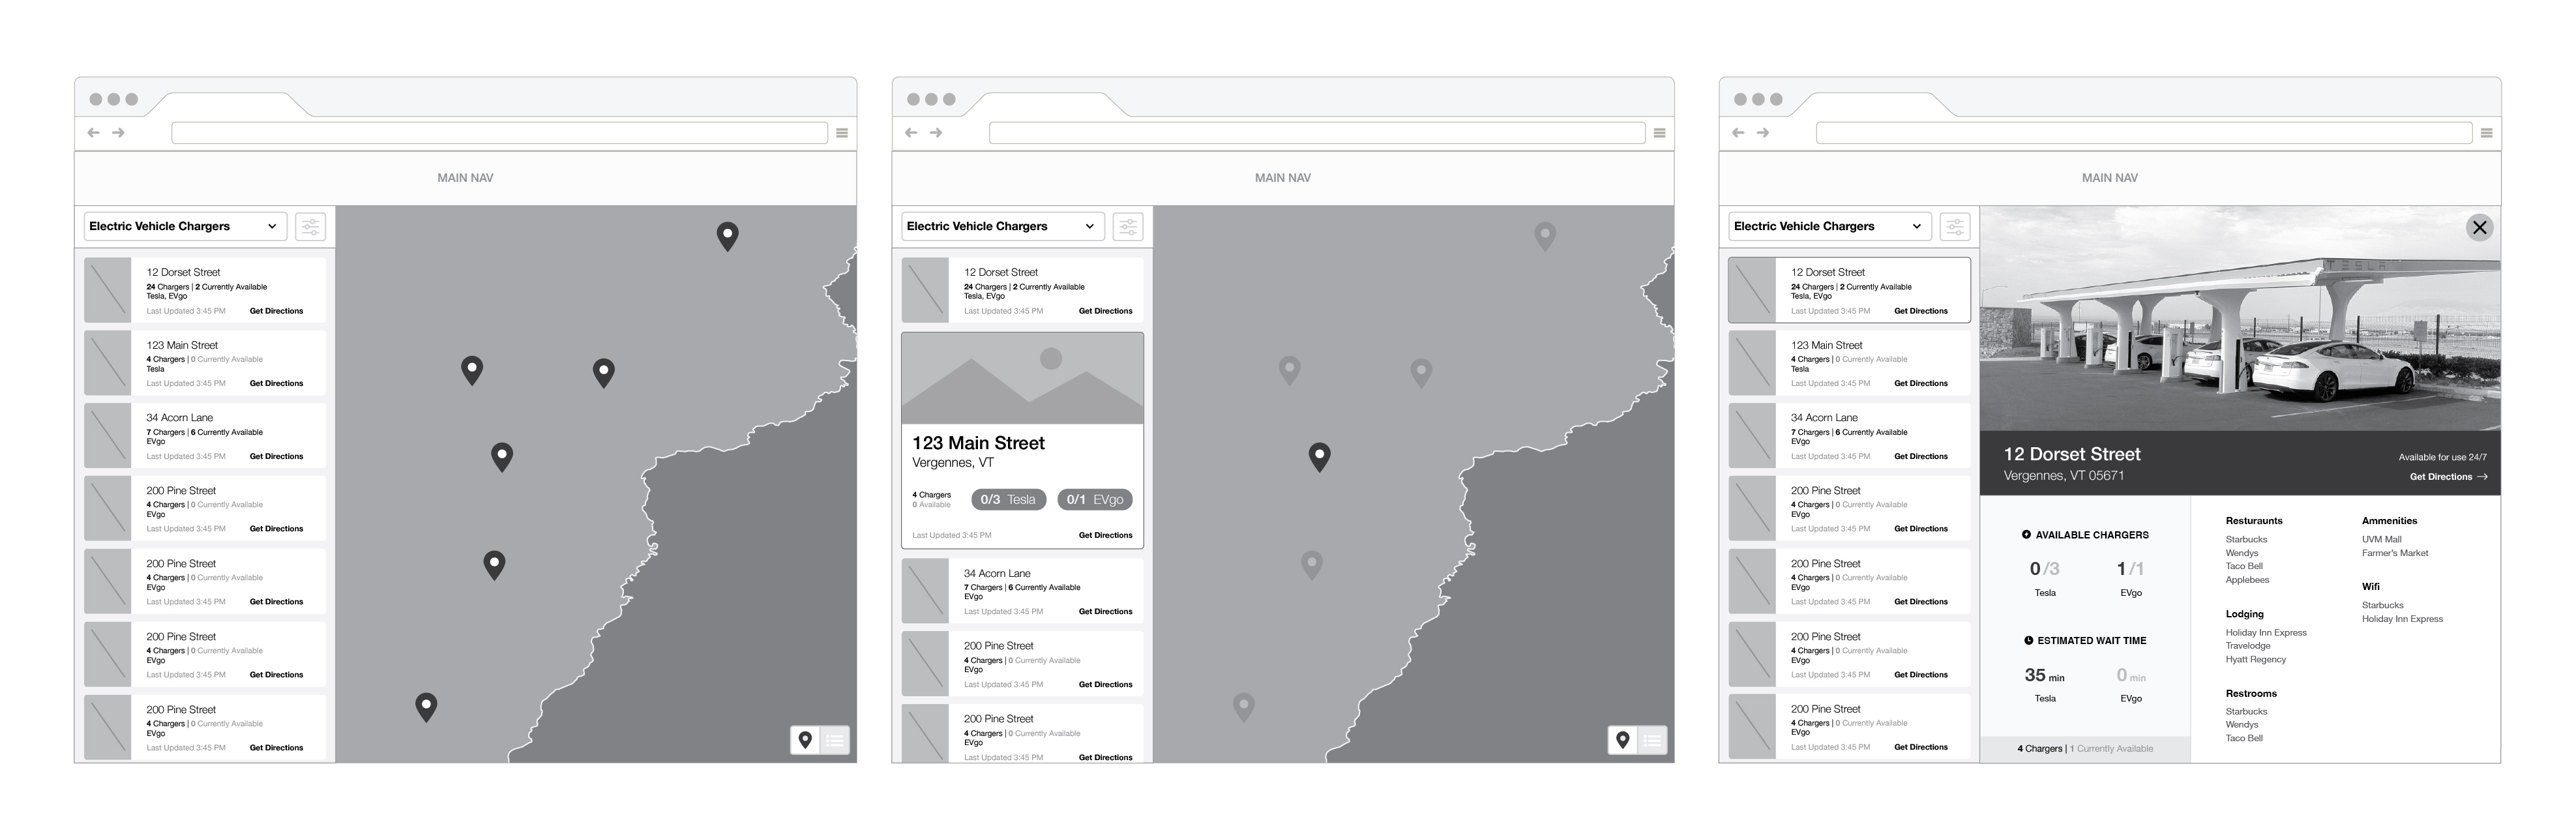 MAIN NAV
Electric Vehicle Chargers
12 Dorset Street
24 Chargers | 2 Currently Available
Tesla, EVgo
Last Updated 3:45 PM Get Directions
123 Main Street
4 Chargers | 0 Currently Available
Tesla
Last Updated 3:45 PM Get Directions
34 Acorn Lane
7 Chargers | 6 Currently Available
EVgo
Last Updated 3:45 PM Get Directions
200 Pine Street
4 Chargers | 0 Currently Available
EVgo
Last Updated 3:45 PM Get Directions
200 Pine Street
4 Chargers | 0 Currently Available
EVgo
Last Updated 3:45 PM Get Directions
200 Pine Street
4 Chargers | 0 Currently Available
EVgo
Last Updated 3:45 PM Get Directions
200 Pine Street
4 Chargers | 0 Currently Available
EVgo
Last Updated 3:45 PM Get Directions
MAIN NAV
Electric Vehicle Chargers
12 Dorset Street
24 Chargers | 2 Currently Available
Tesla, EVgo
Last Updated 3:45 PM Get Directions
123 Main Street
Vergennes, VT
4 Chargers
0 Available
0/3 Tesla
0/1 EVgo
Last Updated 3:45 PM Get Directions
34 Acorn Lane
7 Chargers | 6 Currently Available
EVgo
Last Updated 3:45 PM Get Directions
200 Pine Street
4 Chargers | 0 Currently Available
EVgo
Last Updated 3:45 PM Get Directions
200 Pine Street
4 Chargers | 0 Currently Available
EVgo
Last Updated 3:45 PM Get Directions
MAIN NAV
Electric Vehicle Chargers
12 Dorset Street
24 Chargers | 2 Currently Available
Tesla, EVgo
Last Updated 3:45 PM Get Directions
123 Main Street
4 Chargers | 0 Currently Available
Tesla
Last Updated 3:45 PM Get Directions
34 Acorn Lane
7 Chargers | 6 Currently Available
EVgo
Last Updated 3:45 PM Get Directions
200 Pine Street
4 Chargers | 0 Currently Available
EVgo
Last Updated 3:45 PM Get Directions
200 Pine Street
4 Chargers | 0 Currently Available
EVgo
Last Updated 3:45 PM Get Directions
200 Pine Street
4 Chargers | 0 Currently Available
EVgo
Last Updated 3:45 PM Get Directions
200 Pine Street
4 Chargers | 0 Currently Available
EVgo
Last Updated 3:45 PM Get Directions
TESLA
12 Dorset Street
Vergennes, VT 05671
Available for use 24/7
Get Directions →
AVAILABLE CHARGERS
0/3 1/1
Tesla EVgo
ESTIMATED WAIT TIME
35 min 0 min
Tesla EVgo
4 Chargers | 1 Currently Available
Resturaunts
Starbucks
Wendys
Taco Bell
Applebees
Lodging
Holiday Inn Express
Travelodge
Hyatt Regency
Restrooms
Starbucks
Wendys
Taco Bell
Ammenities
UVM Mall
Farmer's Market
Wifi
Starbucks
Holiday Inn Express